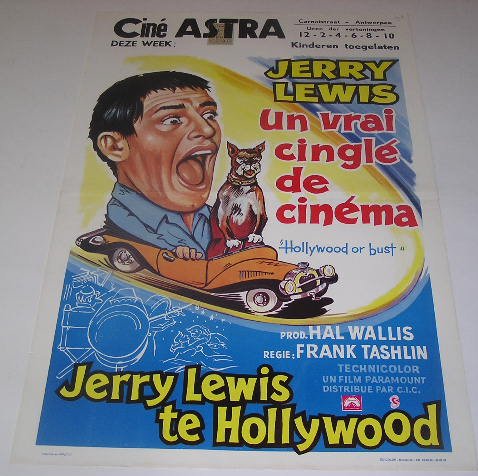 Ciné ASTRA
DEZE WEEK:
Carnotstraat - Antwerpen
Uren der vertoningen
12 - 2 - 4 - 6 - 8 - 10
Kinderen toegelaten
JERRY
LEWIS
un vrai
cinglé
de
cinéma
"Hollywood or bust"
PROD. HAL WALLIS
REGIE: FRANK TASHLIN
TECHNICOLOR
UN FILM PARAMOUNT
DISTRIBUE PAR C.I.C.
Jerry Lewis
te Hollywood